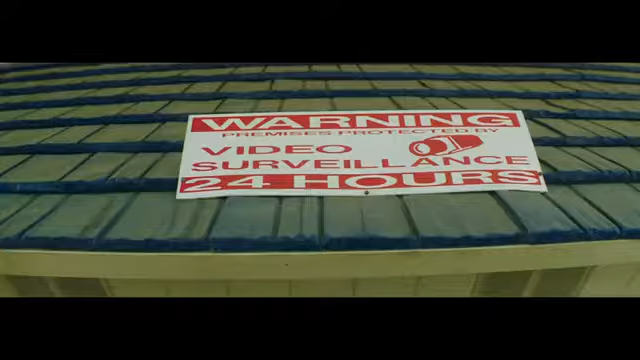 WARNING
PREMISES PROTECTED BY
VIDEO
SURVEILLANCE
24 HOURS